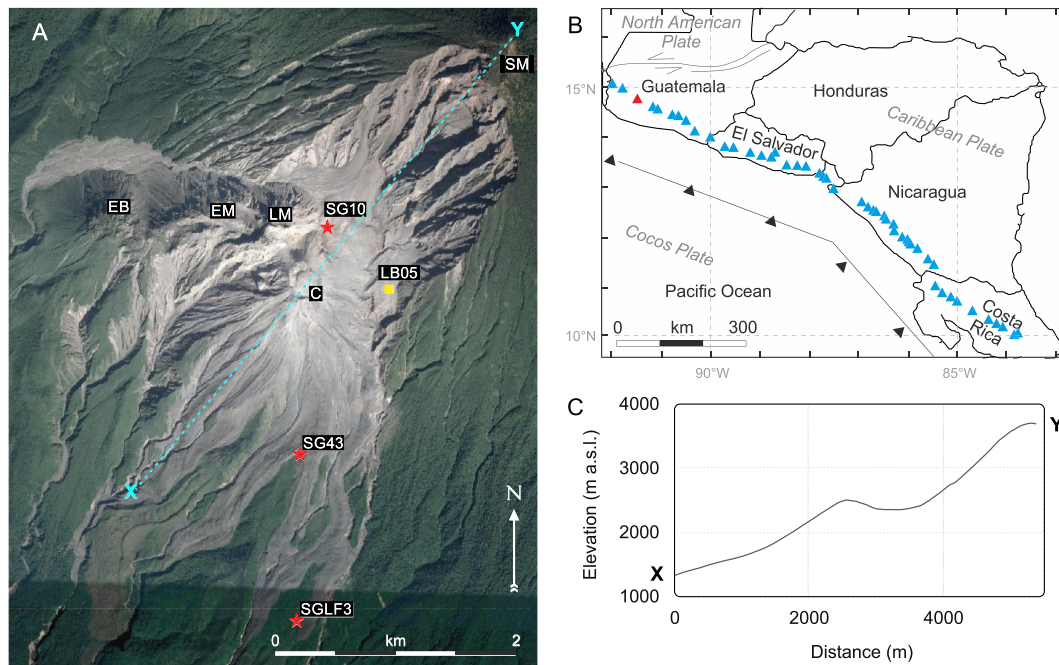 A
Y
SM
EB
EM
LM
SG10
LB05
C
SG43
X
N
SGLF3
0
km
2
B
North American
Plate
15°N
Guatemala
Honduras
El Salvador
Caribbean Plate
Nicaragua
Cocos Plate
Pacific Ocean
0
km
300
Costa
Rica
10°N
90°W
85°W
C
4000
Y
3000
2000
X
1000
Elevation (m a.s.l.)
0
2000
4000
Distance (m)